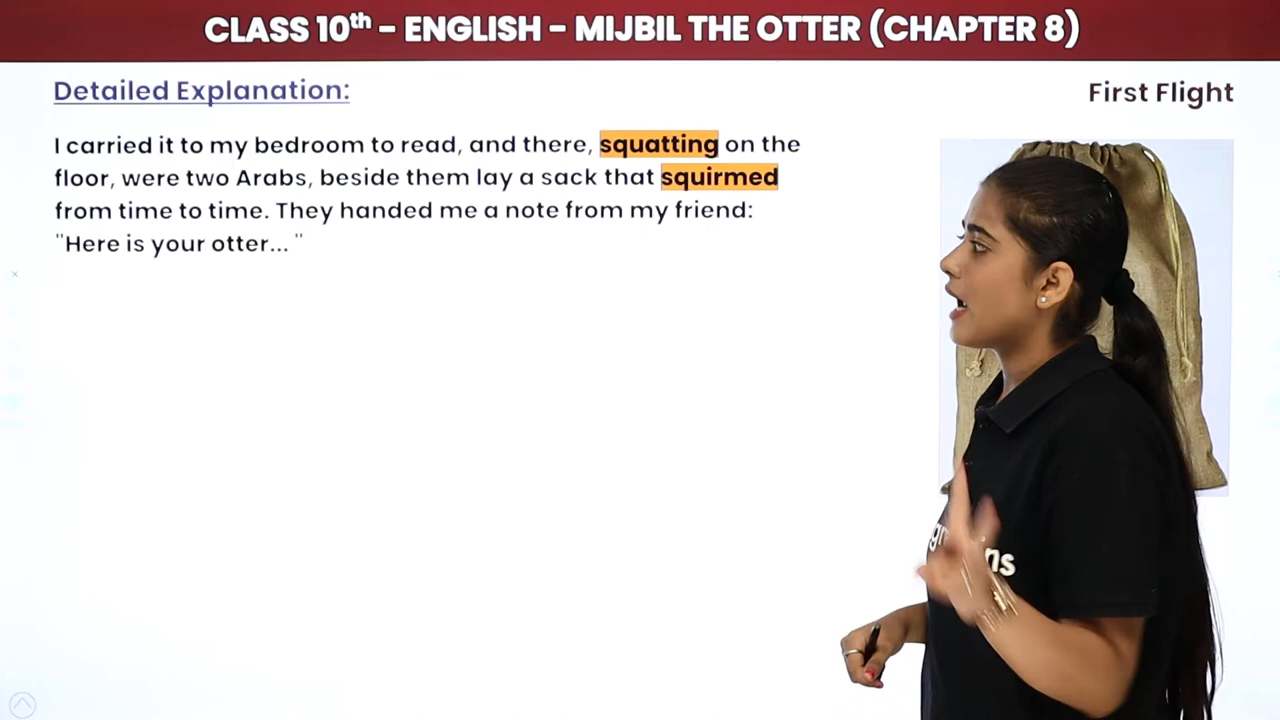 CLASS 10th - ENGLISH - MIJBIL THE OTTER (CHAPTER 8)
Detailed Explanation:
First Flight
I carried it to my bedroom to read, and there, squatting on the
floor, were two Arabs, beside them lay a sack that squirmed
from time to time. They handed me a note from my friend:
"Here is your otter... "